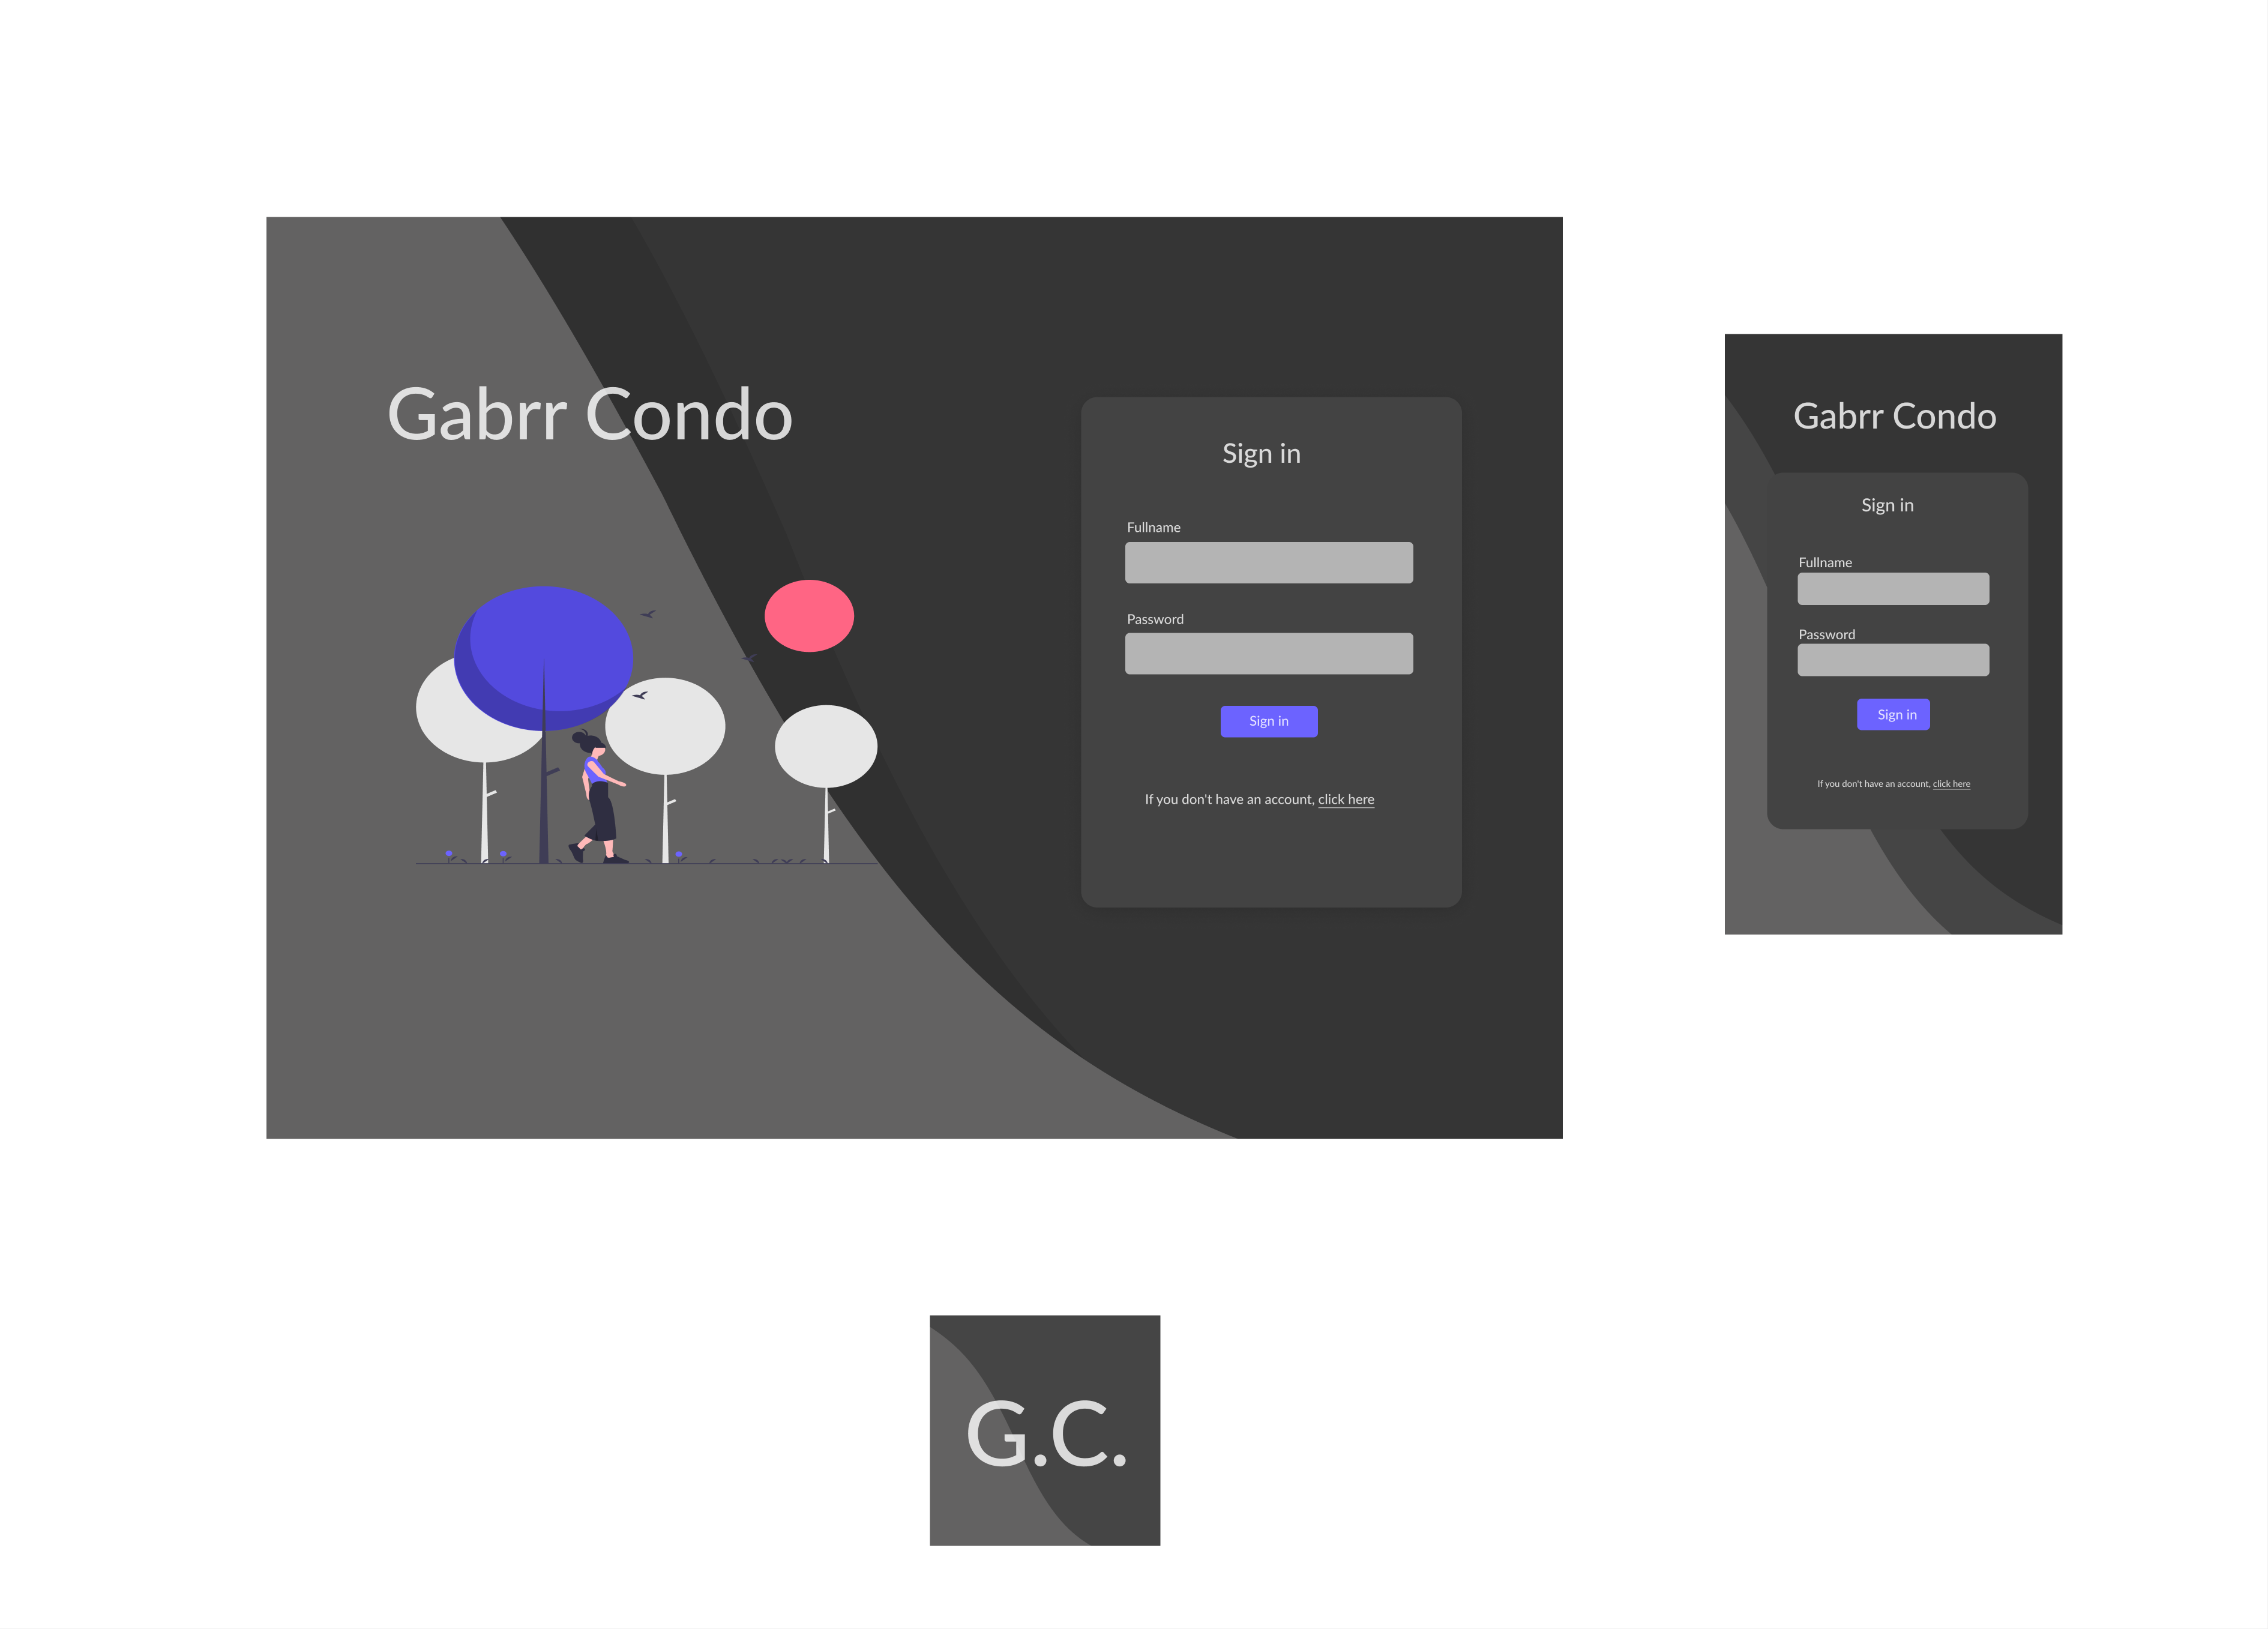 Gabrr Condo
Sign in
Fullname
Password
Sign in
If you don't have an account, click here
Gabrr Condo
Sign in
Fullname
Password
Sign in
If you don't have an account, click here
G.C.